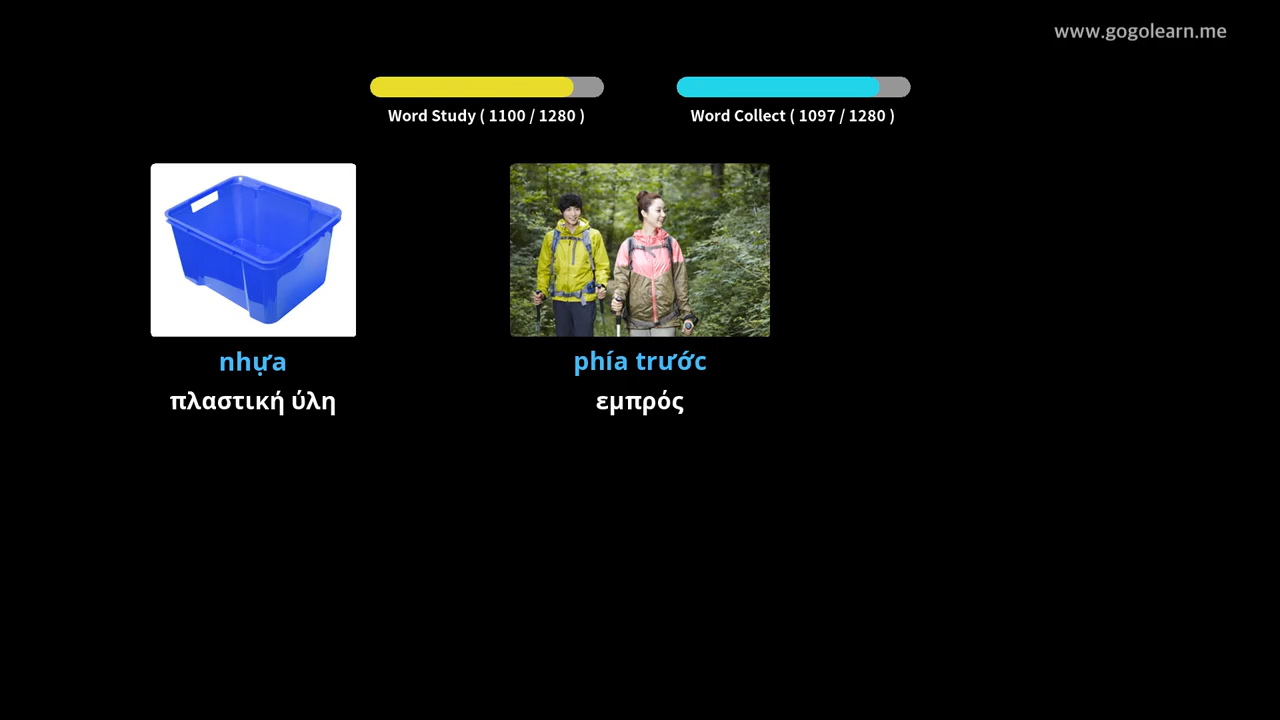 www.gogolearn.me
Word Study ( 1100 / 1280 )
Word Collect ( 1097 / 1280 )
nhựa
πλαστική ύλη
phía trước
εμπρός